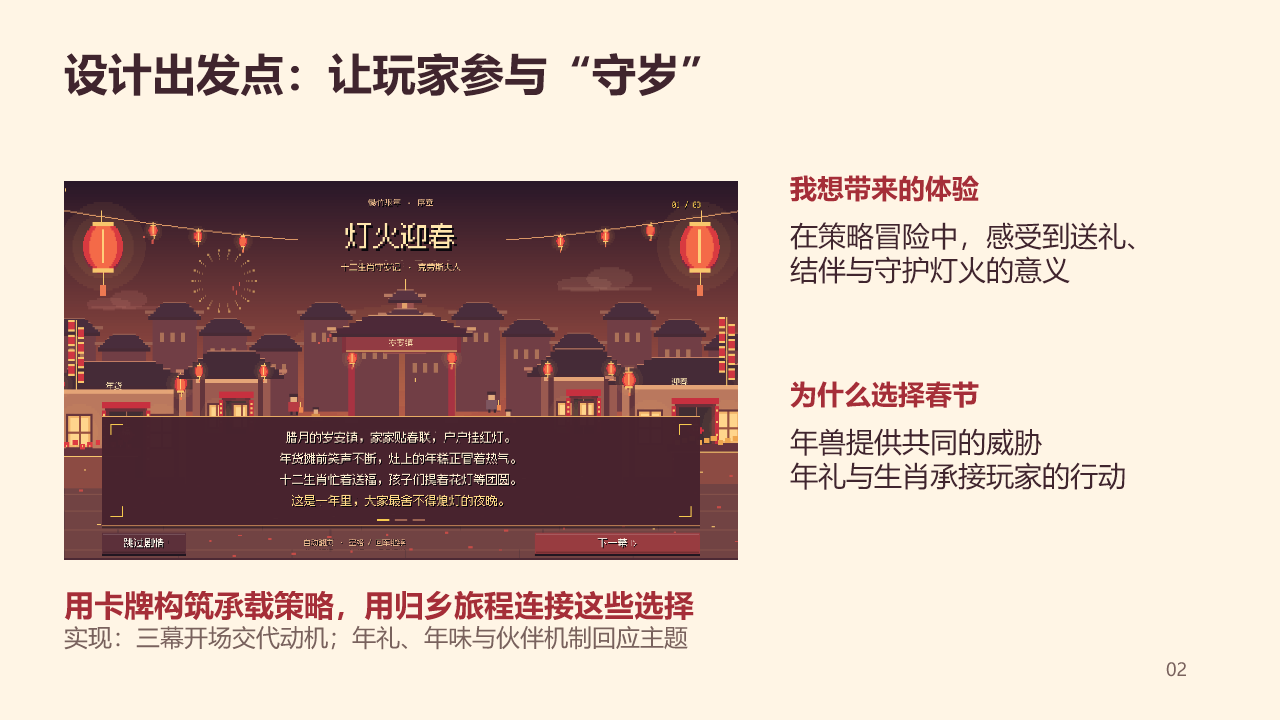 设计出发点：让玩家参与“守岁”
灯火迎春
岁安镇
年货
迎春
腊月的岁安镇，家家贴春联，户户挂红灯。
年货摊前笑声不断，灶上的年糕正冒着热气。
十二生肖忙着送福，孩子们提着花灯等团圆。
这是一年里，大家最舍不得熄灯的夜晚。
跳过剧情
下一幕
我想带来的体验
在策略冒险中，感受到送礼、
结伴与守护灯火的意义
为什么选择春节
年兽提供共同的威胁
年礼与生肖承接玩家的行动
用卡牌构筑承载策略，用归乡旅程连接这些选择
实现：三幕开场交代动机；年礼、年味与伙伴机制回应主题
02